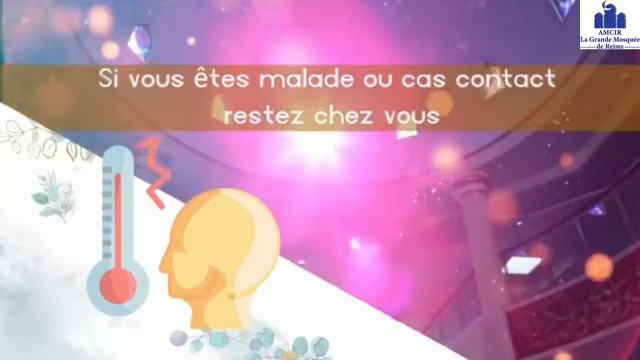 AMCIR
La Grande Mosquée
de Reims
Si vous êtes malade ou cas contact
restez chez vous